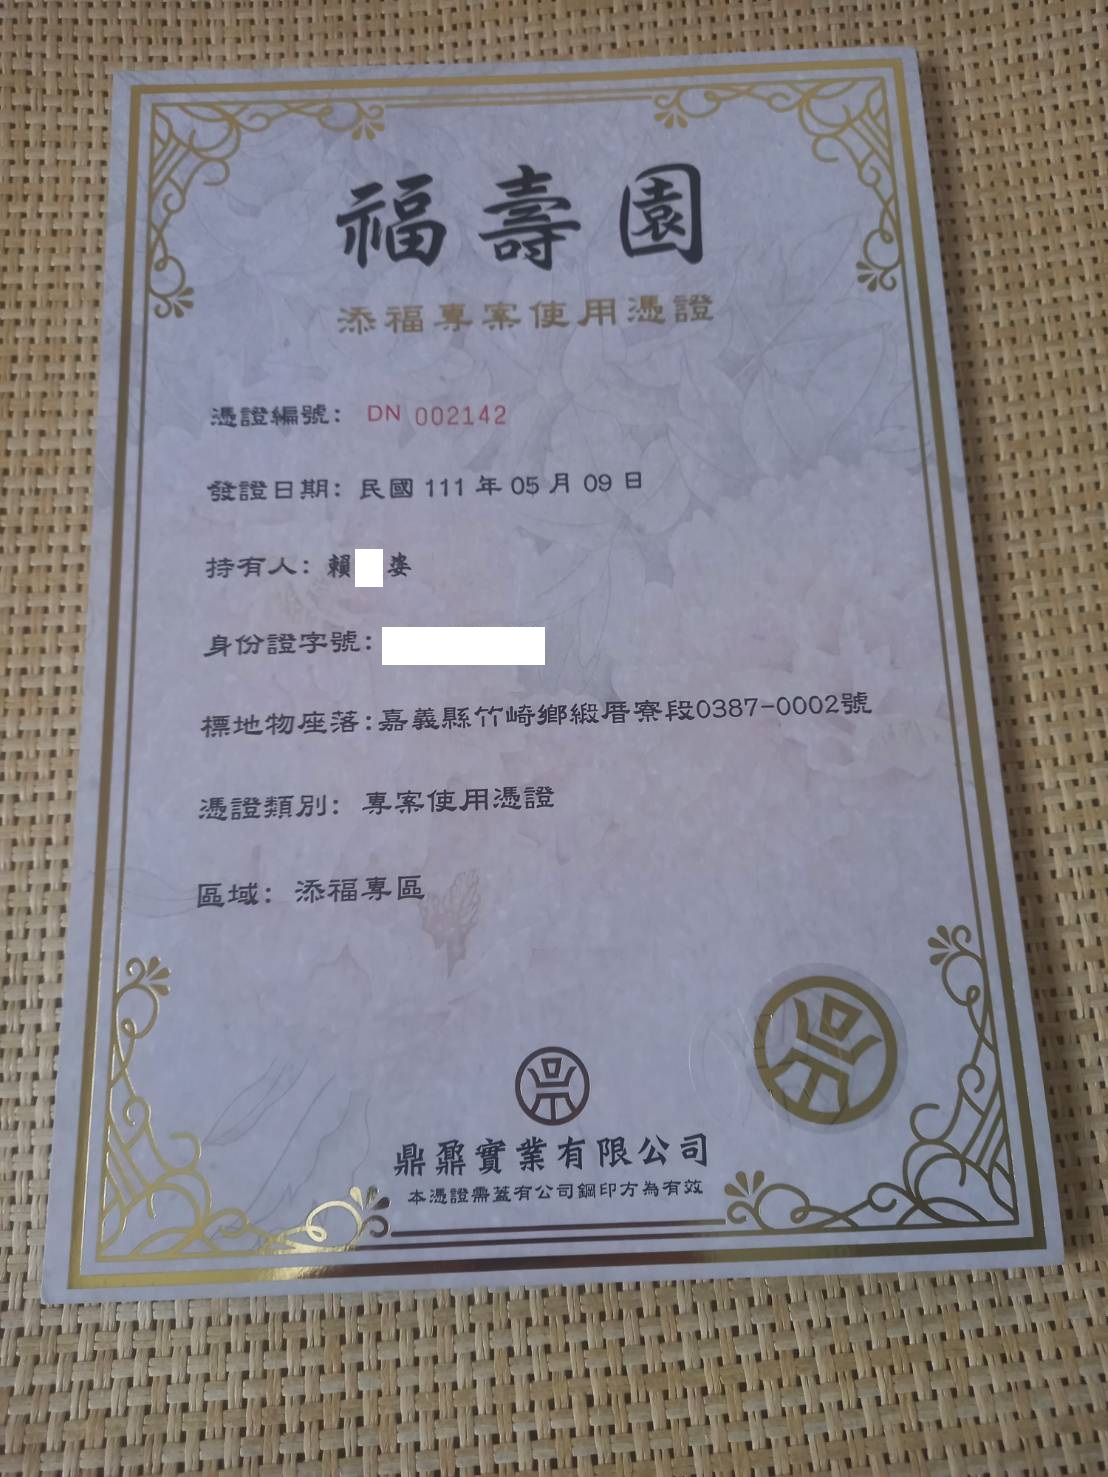 福壽園
添福專案使用憑證
憑證編號： DN 002142
發證日期：民國 111 年 05 月 09 日
持有人：賴 姿
身份證字號：
標地物座落:嘉義縣竹崎鄉緞厝寮段0387-0002號
憑證類別： 專案使用憑證
區域： 添福專區
鼎鼐實業有限公司
本憑證需蓋有公司鋼印方為有效